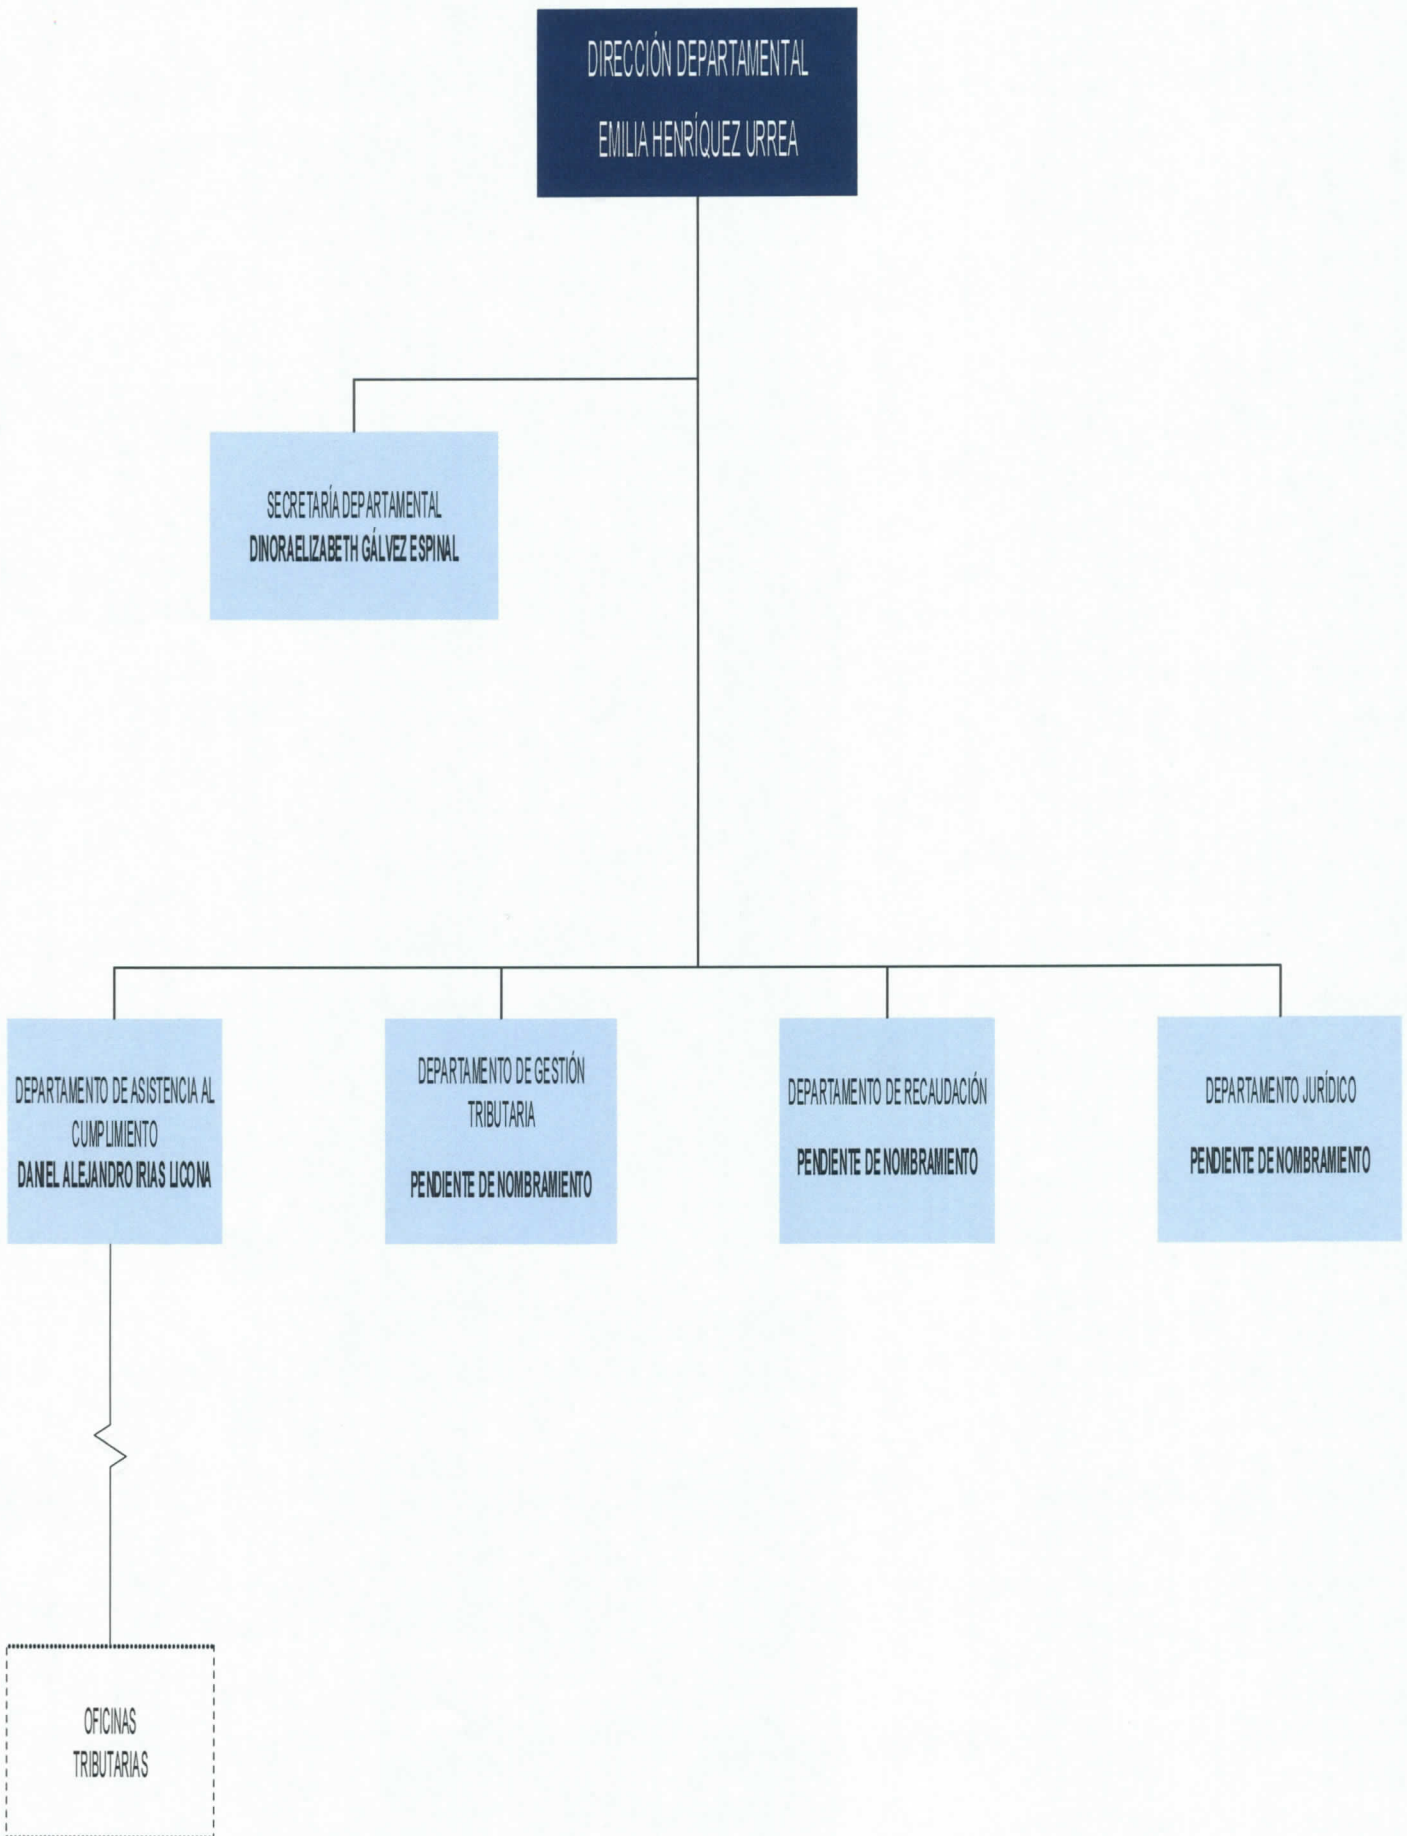 DIRECCIÓN DEPARTAMENTAL
EMILIA HENRÍQUEZ URREA
SECRETARÍA DEPARTAMENTAL
DINORA ELIZABETH GÁLVEZ ESPINAL
DEPARTAMENTO DE ASISTENCIA AL
CUMPLIMIENTO
DANIEL ALEJANDRO IRIAS LICONA
DEPARTAMENTO DE GESTIÓN
TRIBUTARIA
PENDIENTE DE NOMBRAMIENTO
DEPARTAMENTO DE RECAUDACIÓN
PENDIENTE DE NOMBRAMIENTO
DEPARTAMENTO JURÍDICO
PENDIENTE DE NOMBRAMIENTO
OFICINAS
TRIBUTARIAS